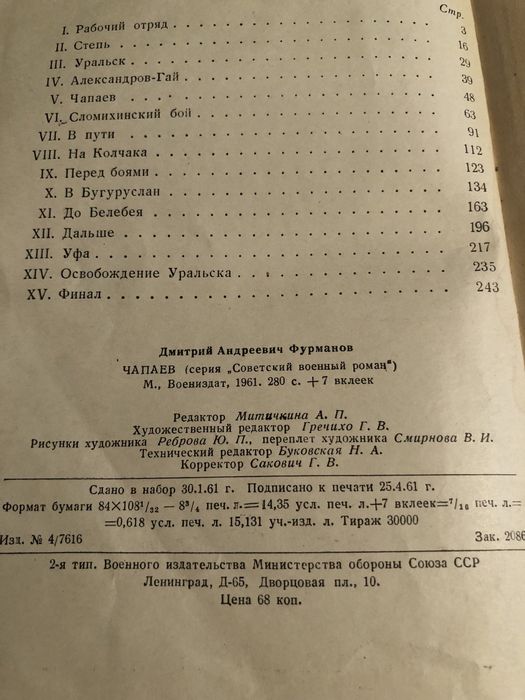 Стр.
I. Рабочий отряд . . . . . . . . . . . . . . . 3
II. Степь . . . . . . . . . . . . . . . . . . 16
III. Уральск . . . . . . . . . . . . . . . . . 29
IV. Александров-Гай . . . . . . . . . . . . . . 39
V. Чапаев . . . . . . . . . . . . . . . . . . 48
VI. Сломихинский бой . . . . . . . . . . . . . 63
VII. В пути . . . . . . . . . . . . . . . . . . 91
VIII. На Колчака . . . . . . . . . . . . . . . . 112
IX. Перед боями . . . . . . . . . . . . . . . . 123
X. В Бугуруслан . . . . . . . . . . . . . . . . 134
XI. До Белебея . . . . . . . . . . . . . . . . 163
XII. Дальше . . . . . . . . . . . . . . . . . . 196
XIII. Уфа . . . . . . . . . . . . . . . . . . . 217
XIV. Освобождение Уральска . . . . . . . . . . . 235
XV. Финал . . . . . . . . . . . . . . . . . . . 243
Дмитрий Андреевич Фурманов
ЧАПАЕВ (серия „Советский военный роман“)
М., Воениздат, 1961. 280 с. + 7 вклеек
Редактор Митичкина А. П.
Художественный редактор Гречихо Г. В.
Рисунки художника Реброва Ю. П., переплет художника Смирнова В. И.
Технический редактор Буковская Н. А.
Корректор Сакович Г. В.
Сдано в набор 30.1.61 г. Подписано к печати 25.4.61 г.
Формат бумаги 84×108¹/₃₂ — 8³/₄ печ. л.=14,35 усл. печ. л.+7 вклеек=⁷/₁₆ печ. л.=
=0,618 усл. печ. л. 15,131 уч.-изд. л. Тираж 30000
Изд. № 4/7616 Зак. 2086
2-я тип. Военного издательства Министерства обороны Союза ССР
Ленинград, Д-65, Дворцовая пл., 10.
Цена 68 коп.